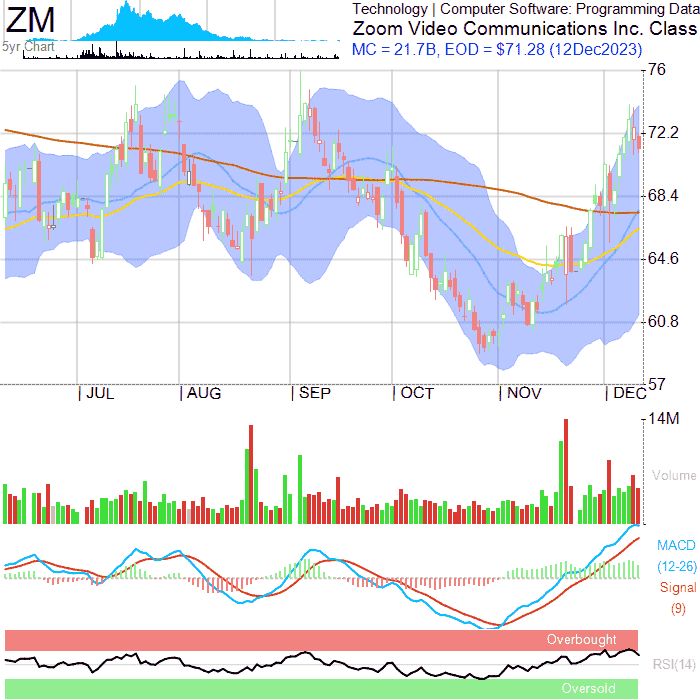 ZM
5yr Chart
Technology | Computer Software: Programming Data
Zoom Video Communications Inc. Class
MC = 21.7B, EOD = $71.28 (12Dec2023)
76
72.2
68.4
64.6
60.8
57
JUL AUG SEP OCT NOV DEC
14M
Volume
MACD
(12-26)
Signal
(9)
Overbought
RSI(14)
Oversold